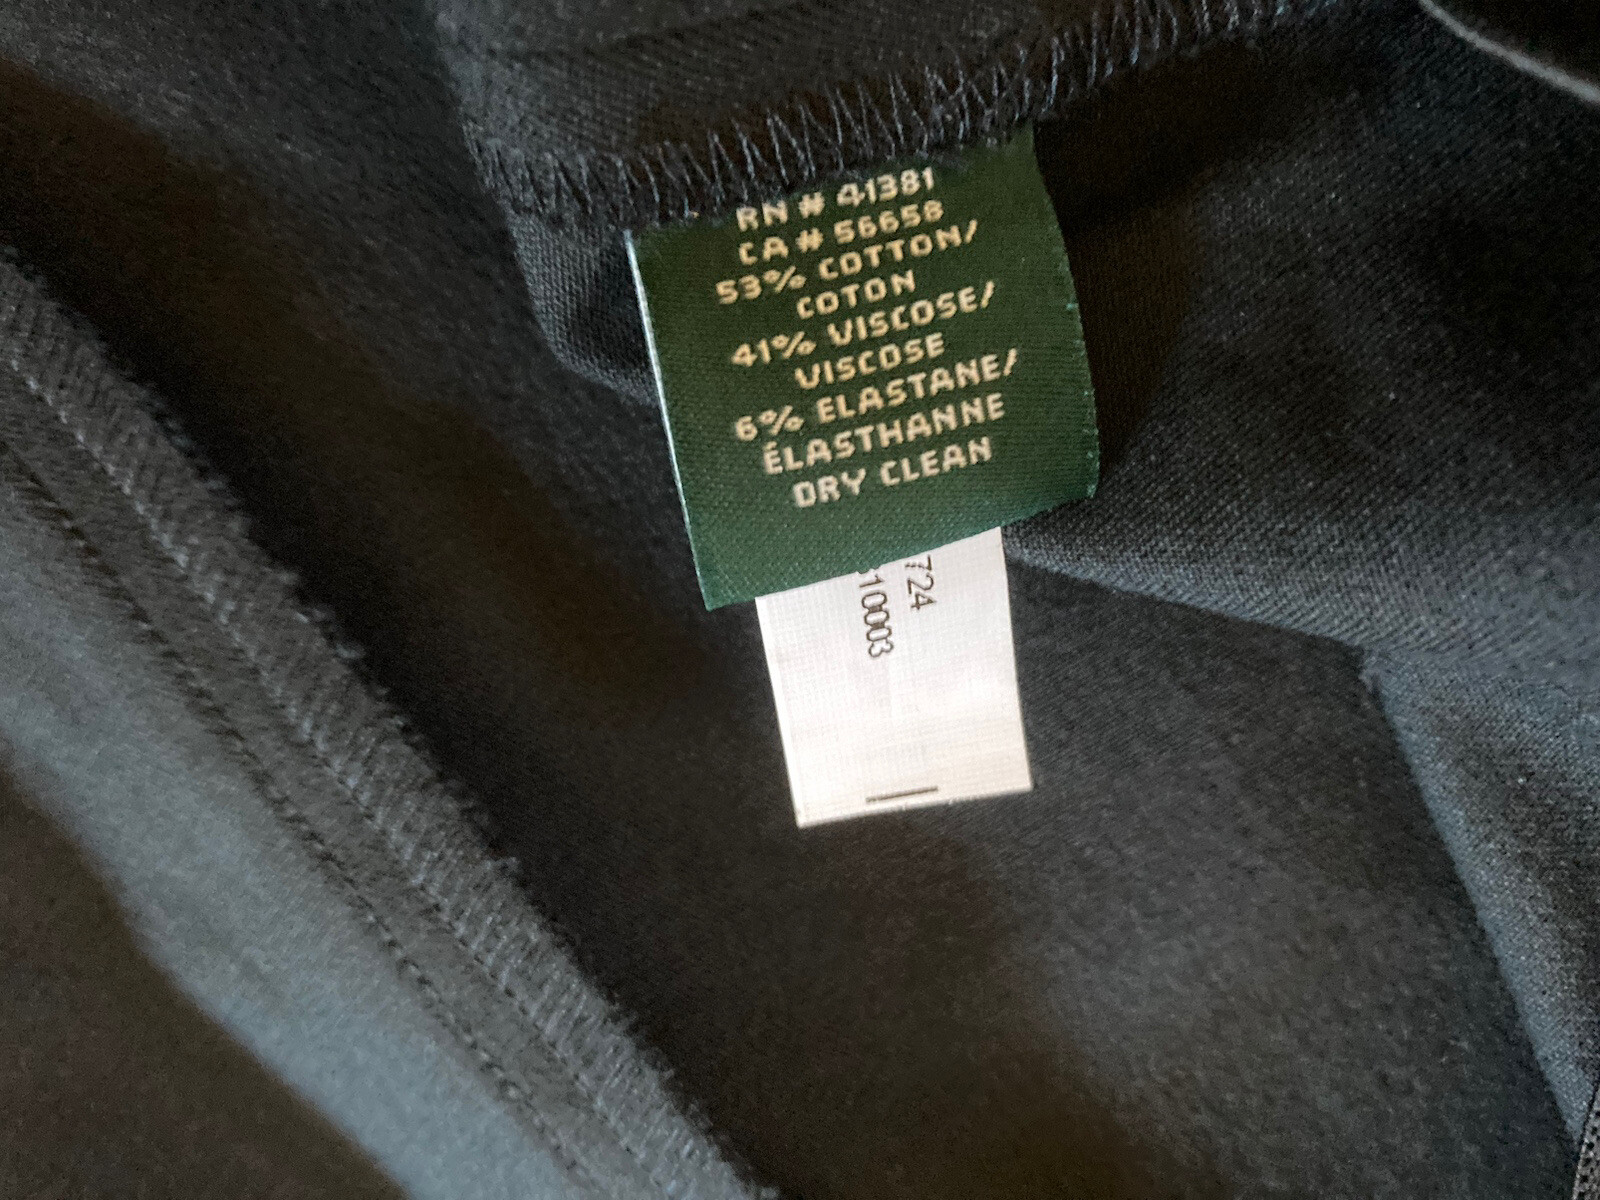 RN # 41381
CA # 56658
53% COTTON/
COTON
41% VISCOSE/
VISCOSE
6% ELASTANE/
ÉLASTHANNE
DRY CLEAN
724
10003